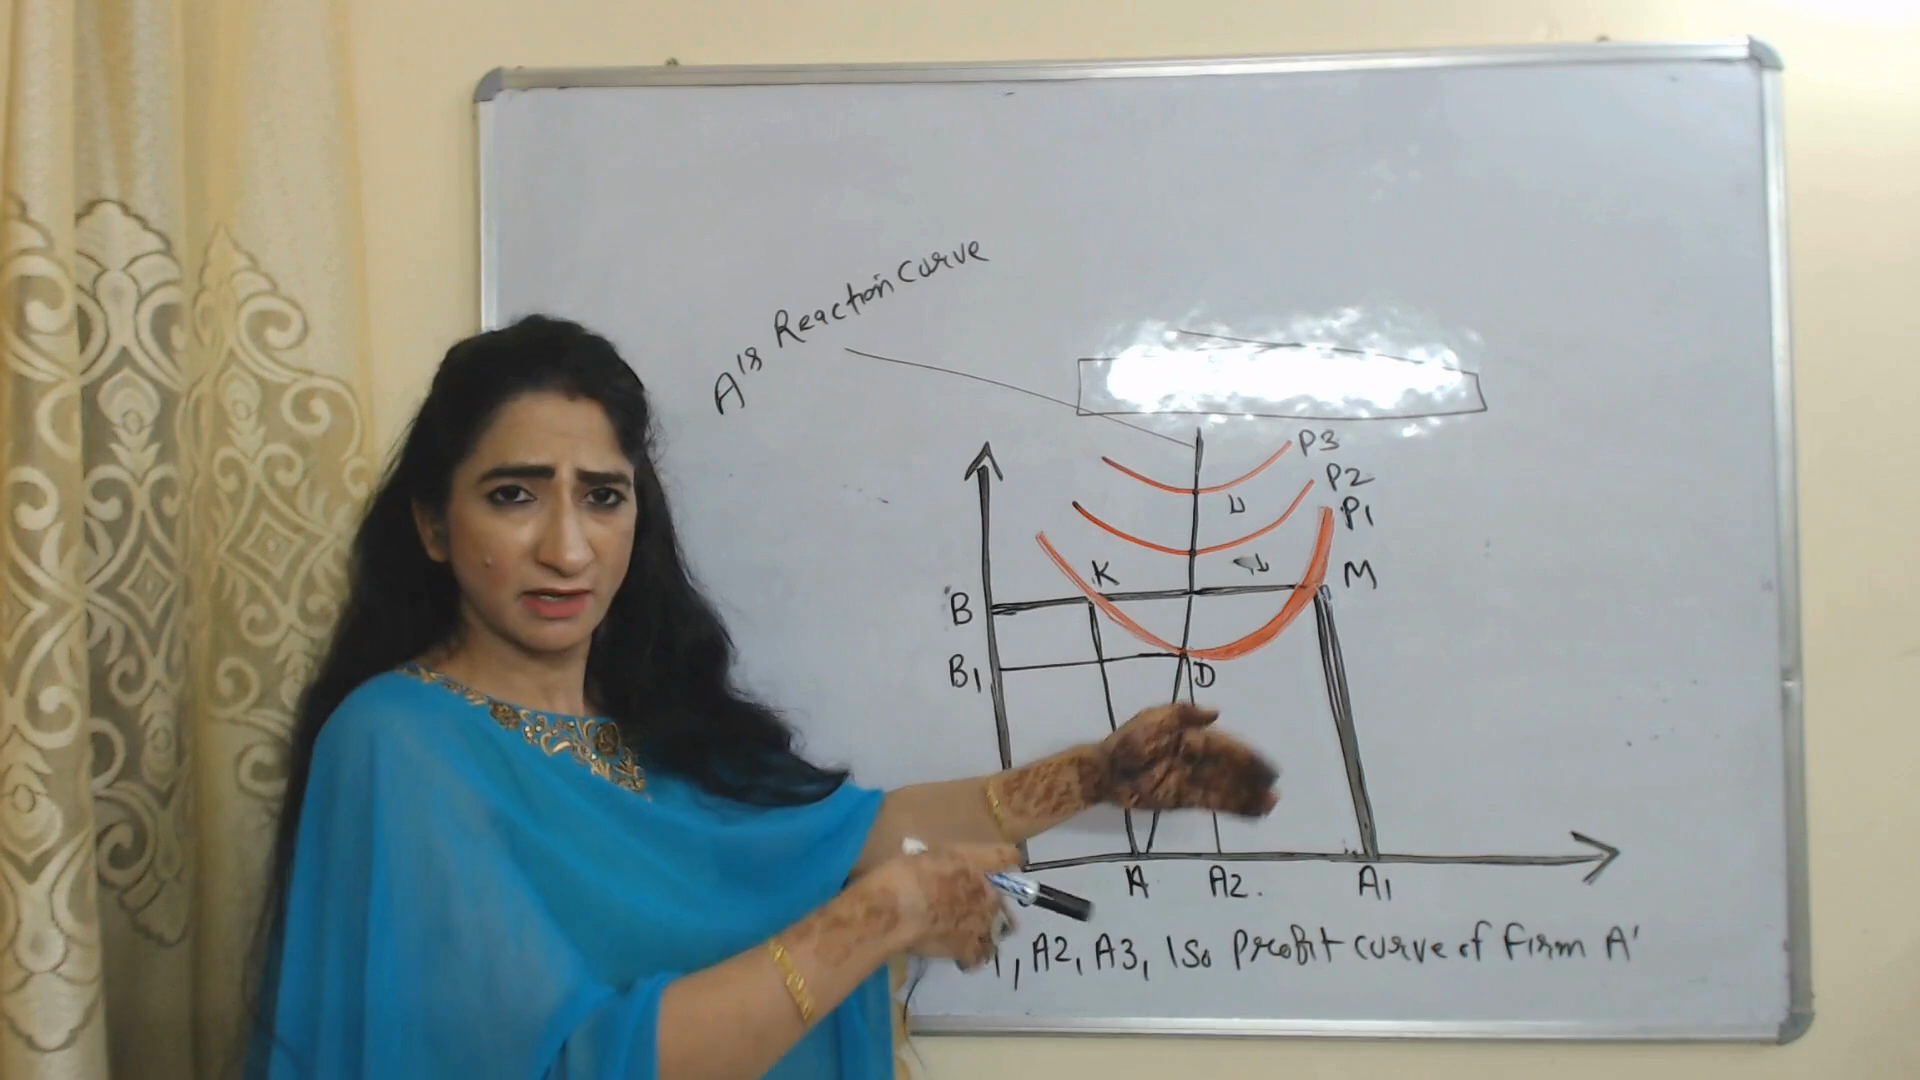 A's Reaction Curve
P3
P2
P1
K
M
B
B1
D
A A2. A1
, A2, A3, Iso Profit curve of Firm A'